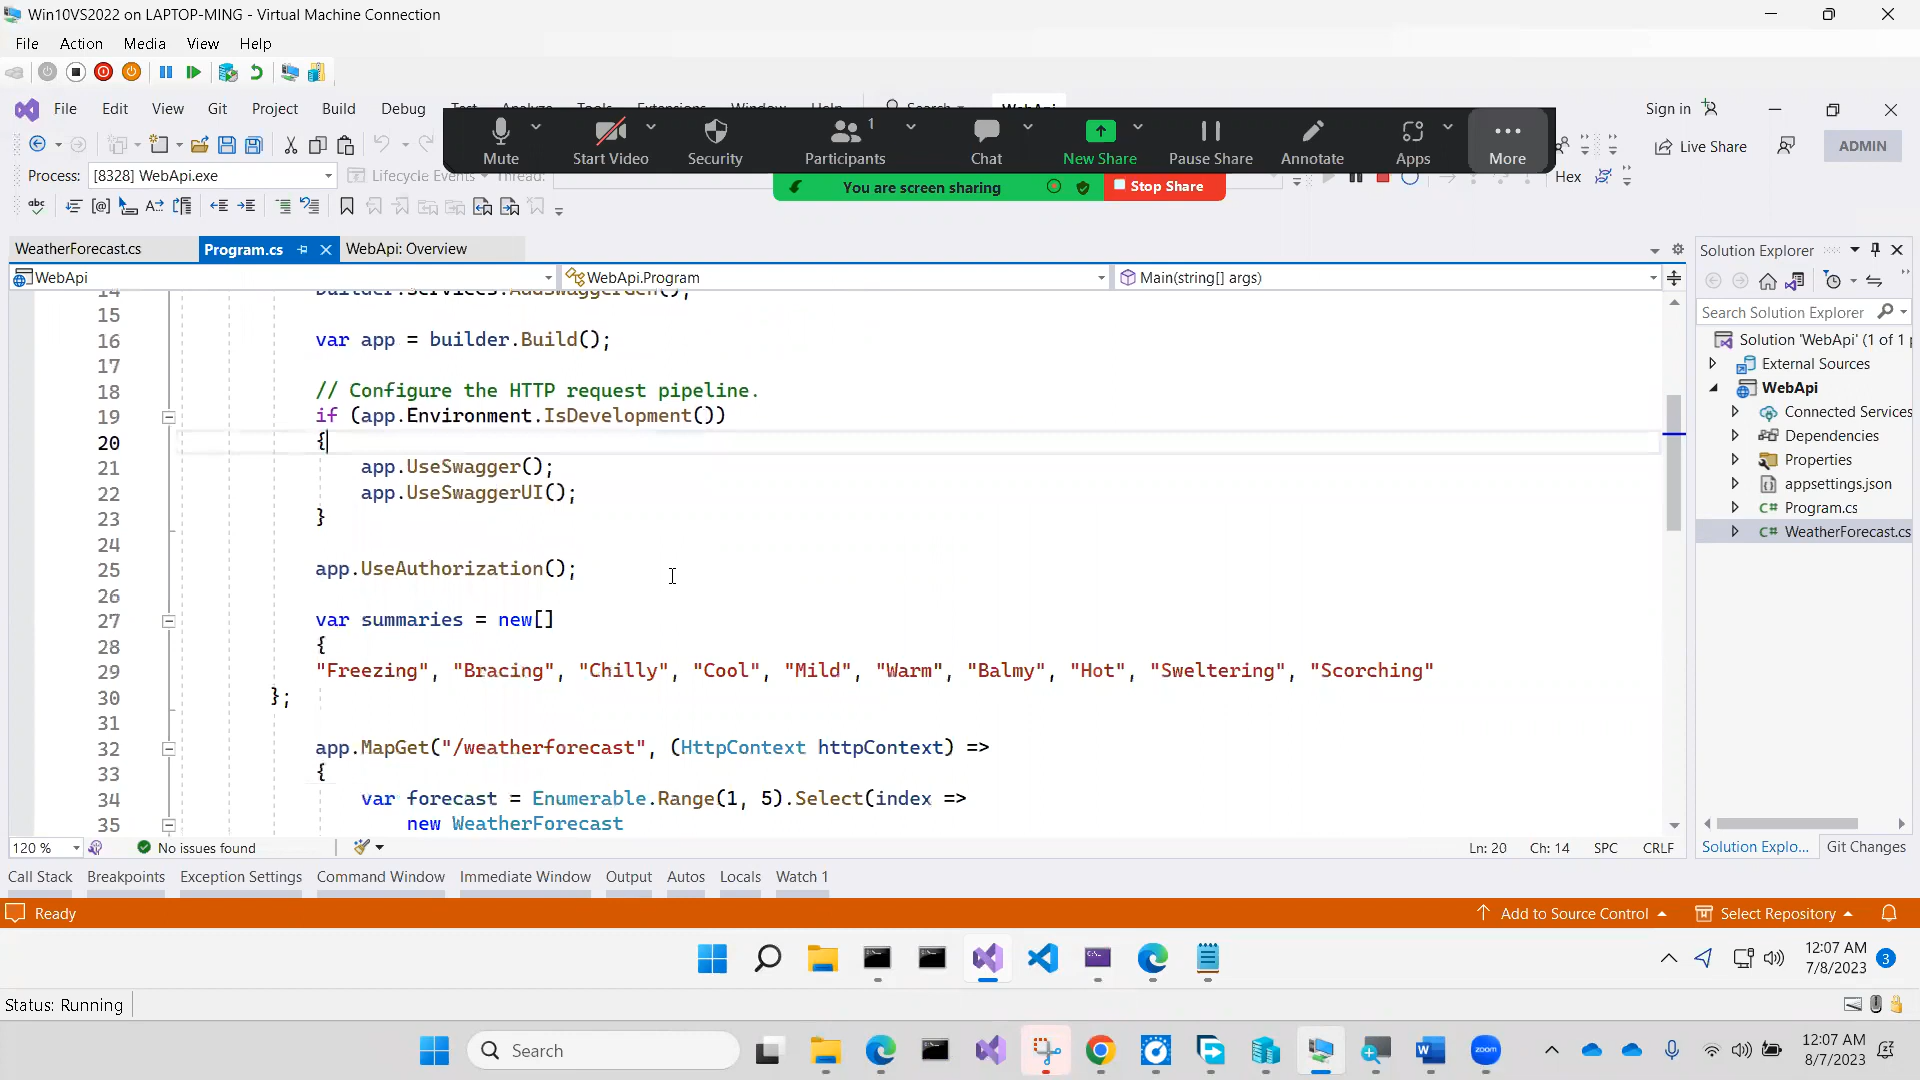 Win10VS2022 on LAPTOP-MING - Virtual Machine Connection
File Action Media View Help
File Edit View Git Project Build Debug
WebApi
Sign in
Mute Start Video Security Participants 1 Chat New Share Pause Share Annotate Apps More
Live Share ADMIN
Process: [8328] WebApi.exe Lifecycle Events Thread:
You are screen sharing Stop Share
Hex
WeatherForecast.cs Program.cs WebApi: Overview
Solution Explorer
WebApi WebApi.Program Main(string[] args)
14 builder.Services.AddSwaggerGen();
15
16 var app = builder.Build();
17
18 // Configure the HTTP request pipeline.
19 if (app.Environment.IsDevelopment())
20 {
21 app.UseSwagger();
22 app.UseSwaggerUI();
23 }
24
25 app.UseAuthorization();
26
27 var summaries = new[]
28 {
29 "Freezing", "Bracing", "Chilly", "Cool", "Mild", "Warm", "Balmy", "Hot", "Sweltering", "Scorching"
30 };
31
32 app.MapGet("/weatherforecast", (HttpContext httpContext) =>
33 {
34 var forecast = Enumerable.Range(1, 5).Select(index =>
35 new WeatherForecast
Search Solution Explorer
Solution 'WebApi' (1 of 1
External Sources
WebApi
Connected Services
Dependencies
Properties
appsettings.json
C# Program.cs
C# WeatherForecast.cs
120 % No issues found Ln: 20 Ch: 14 SPC CRLF
Solution Explo... Git Changes
Call Stack Breakpoints Exception Settings Command Window Immediate Window Output Autos Locals Watch 1
Ready Add to Source Control Select Repository
12:07 AM
7/8/2023 3
Status: Running
Search
zoom
12:07 AM
8/7/2023